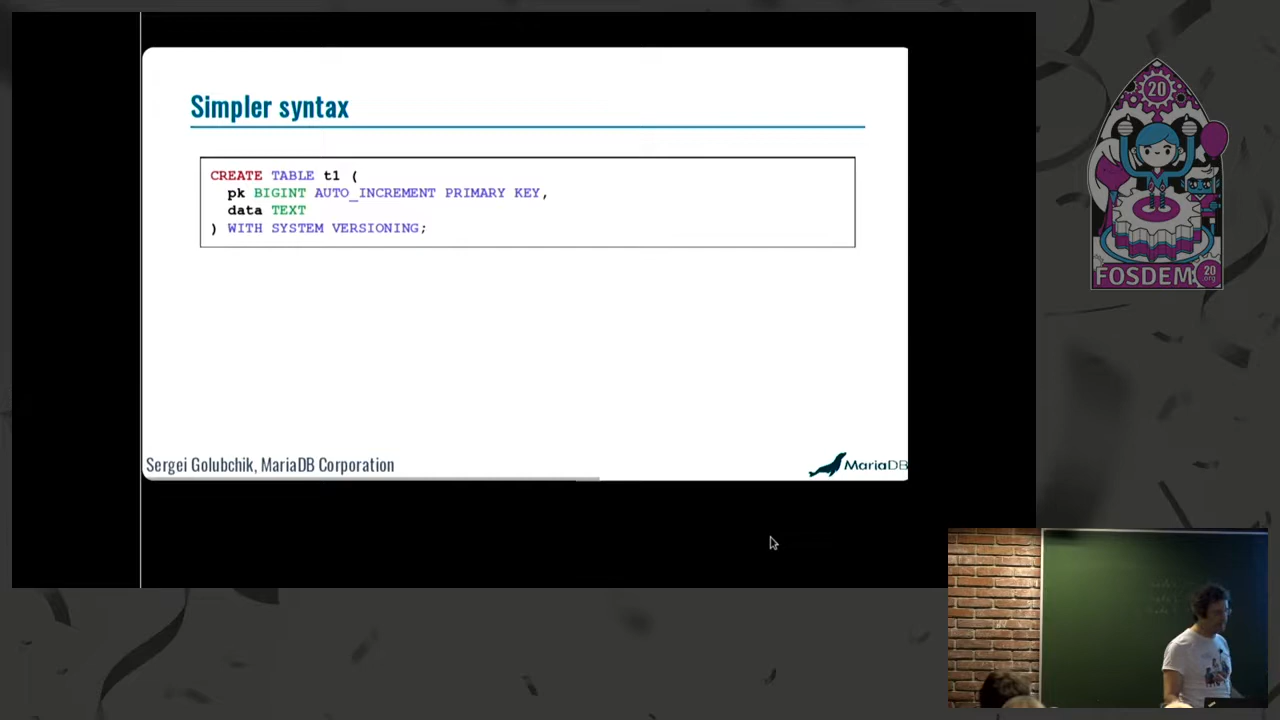 Simpler syntax
CREATE TABLE t1 (
pk BIGINT AUTO_INCREMENT PRIMARY KEY,
data TEXT
) WITH SYSTEM VERSIONING;
Sergei Golubchik, MariaDB Corporation
MariaDB
20
FOSDEM
20
.org